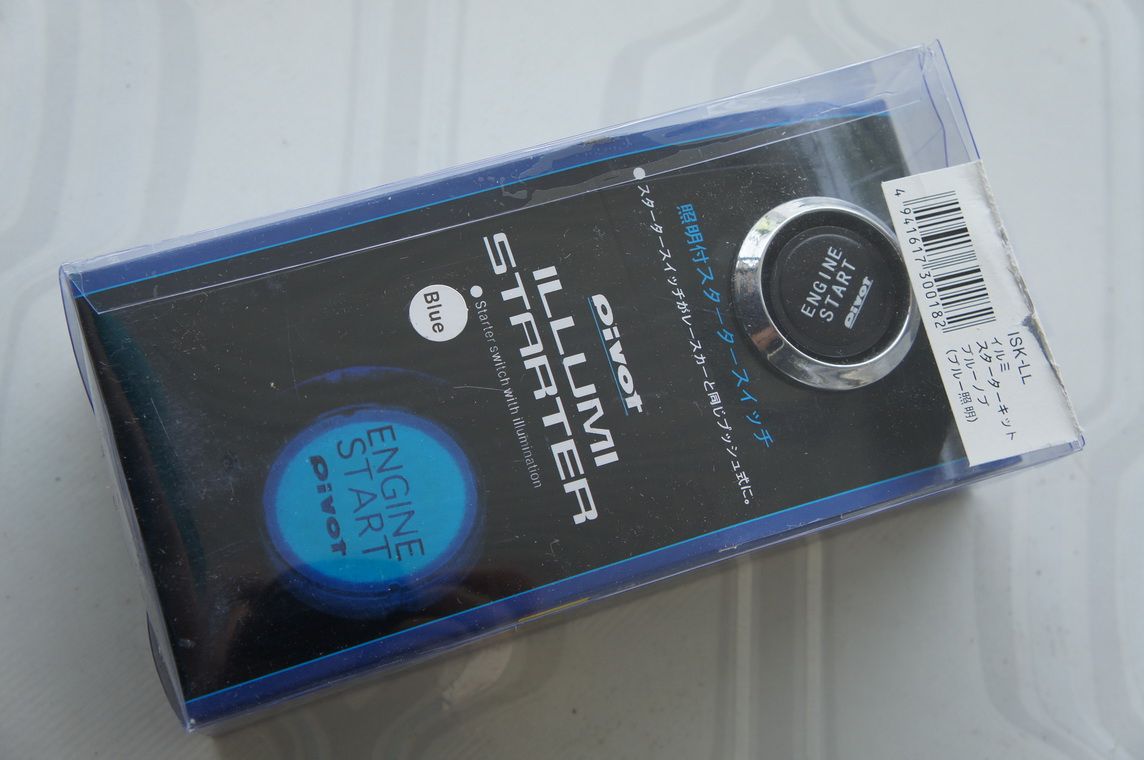 ENGINE
START
pivot
照明付スタータースイッチ
●スタータースイッチがレースカーと同じプッシュ式に。
pivot
ILLUMI
STARTER
●Starter switch with illumination
Blue
ENGINE
START
pivot
4 941617 300182
ISK-LL
イルミ
スターターキット
ブルーノブ
(ブルー照明)